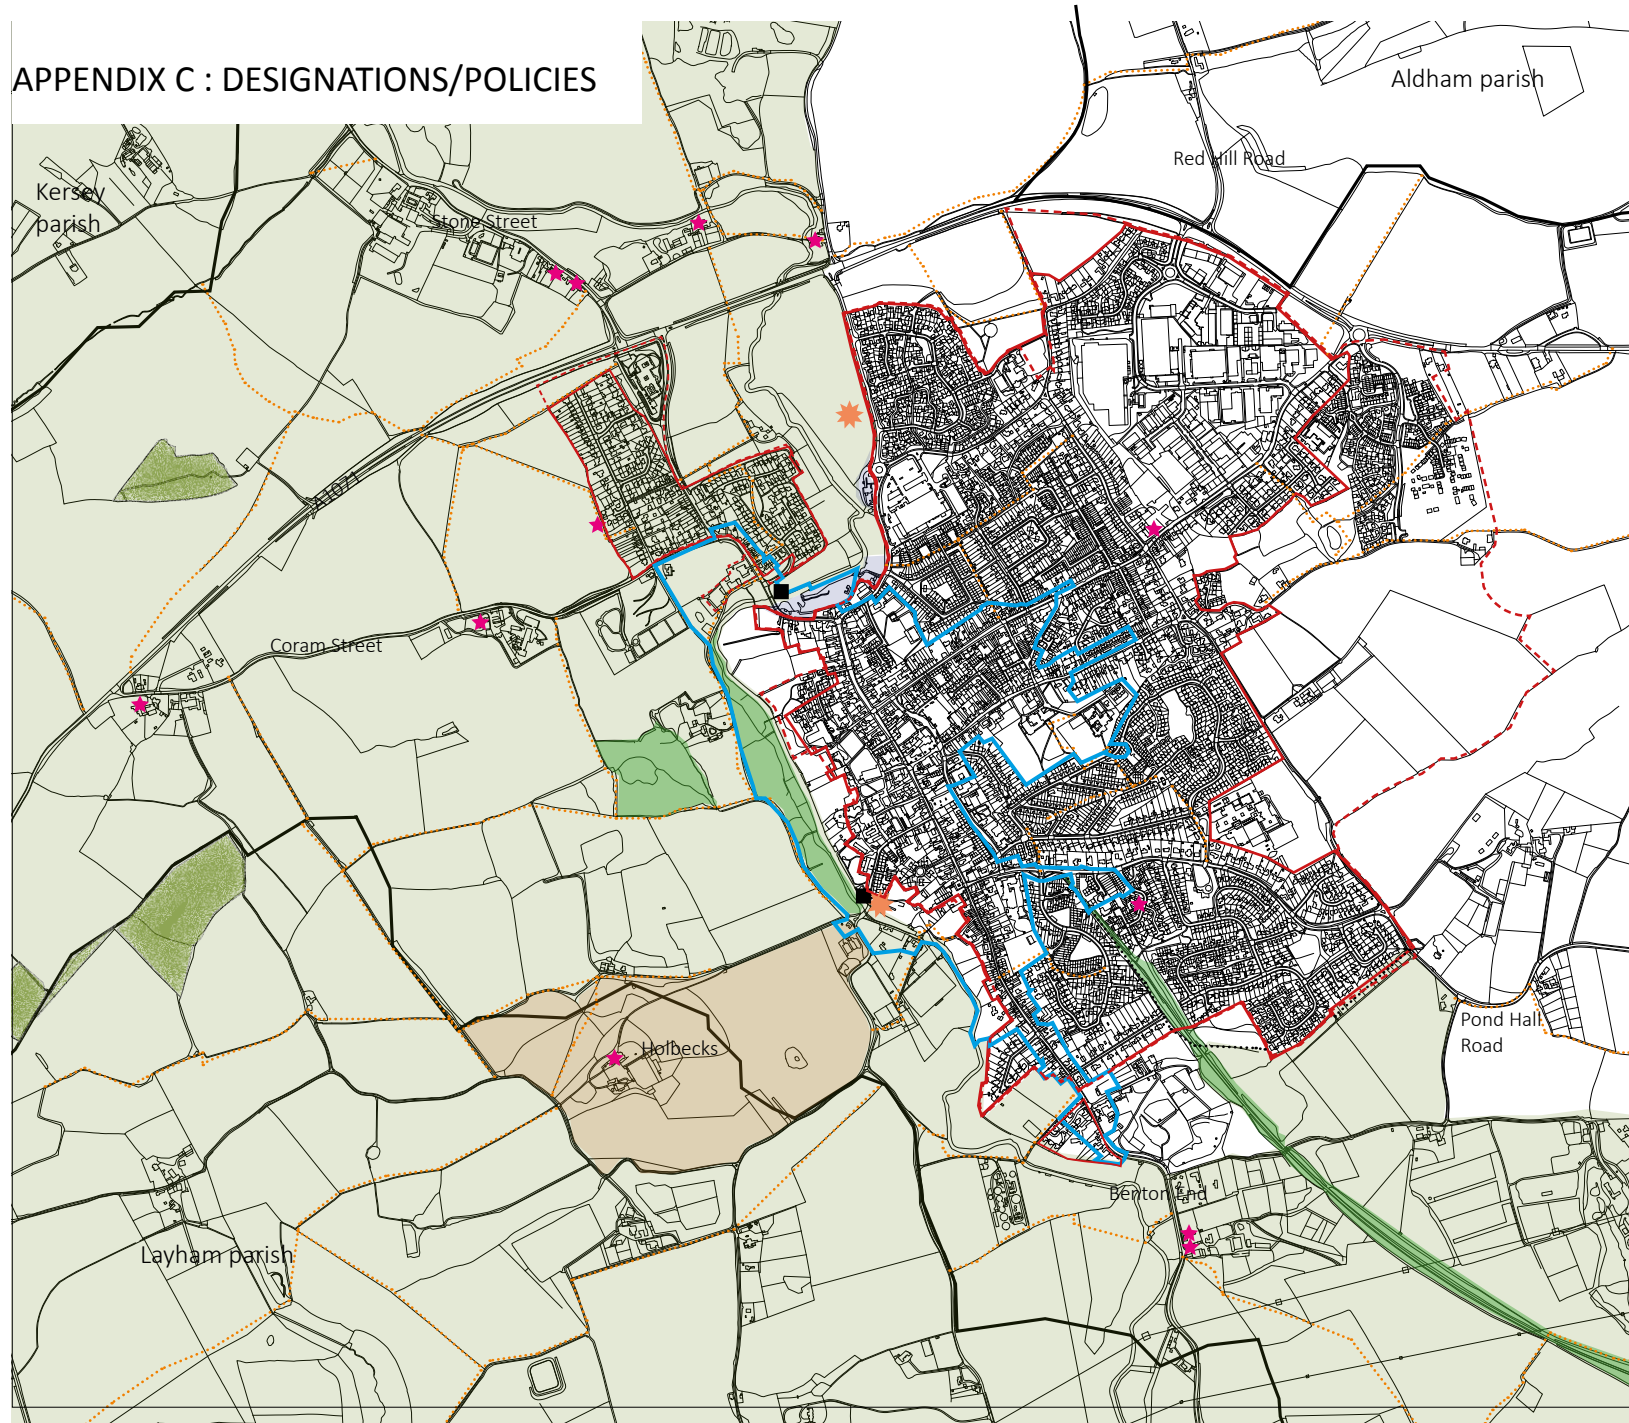 APPENDIX C : DESIGNATIONS/POLICIES
Aldham parish
Red Hill Road
Kersey
parish
Stone Street
Coram Street
Holbecks
Pond Hall
Road
Benton End
Layham parish